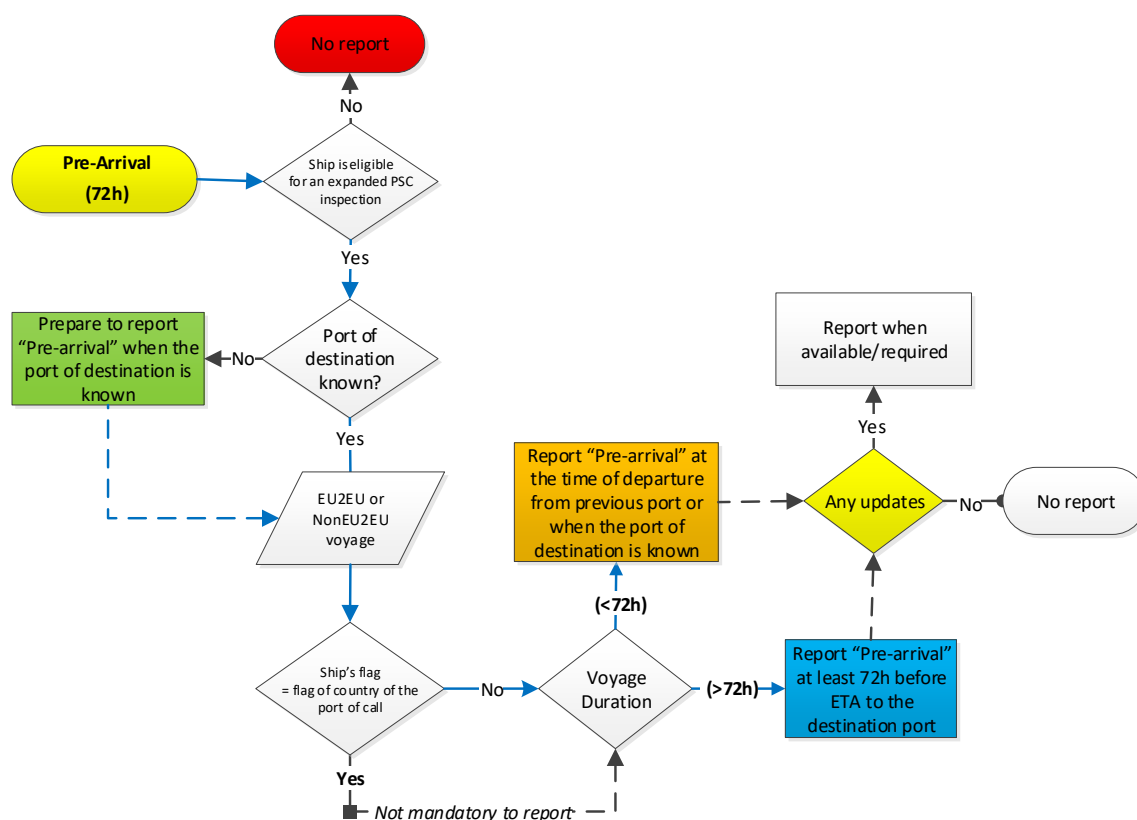 No report
No
Pre-Arrival
(72h)
Ship is eligible
for an expanded PSC
inspection
Yes
Prepare to report
“Pre-arrival” when the
port of destination is
known
No
Port of
destination
known?
Report when
available/required
Yes
Yes
EU2EU or
NonEU2EU
voyage
Report “Pre-arrival” at
the time of departure
from previous port or
when the port of
destination is known
Any updates
No
No report
(<72h)
Ship’s flag
= flag of country of the
port of call
No
Voyage
Duration
(>72h)
Report “Pre-arrival”
at least 72h before
ETA to the
destination port
Yes
Not mandatory to report